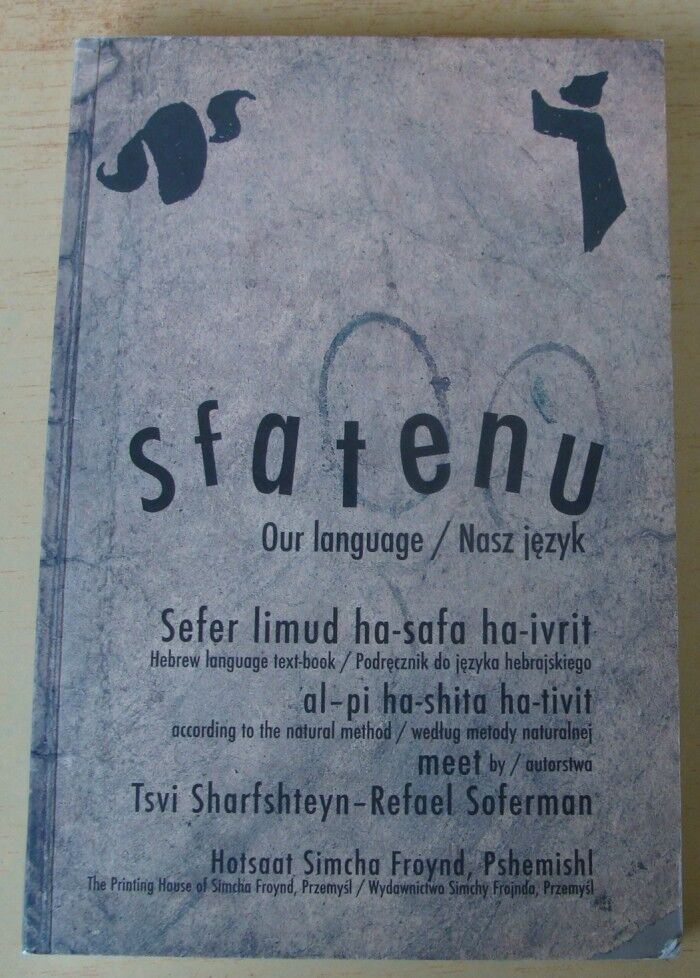 sfatenu
Our language / Nasz język
Sefer limud ha-safa ha-ivrit
Hebrew language text-book / Podręcznik do języka hebrajskiego
al-pi ha-shita ha-tivit
according to the natural method / według metody naturalnej
meet by / autorstwa
Tsvi Sharfshteyn-Refael Soferman
Hotsaat Simcha Froynd, Pshemishl
The Printing House of Simcha Froynd, Przemyśl / Wydawnictwo Simchy Frojnda, Przemyśl